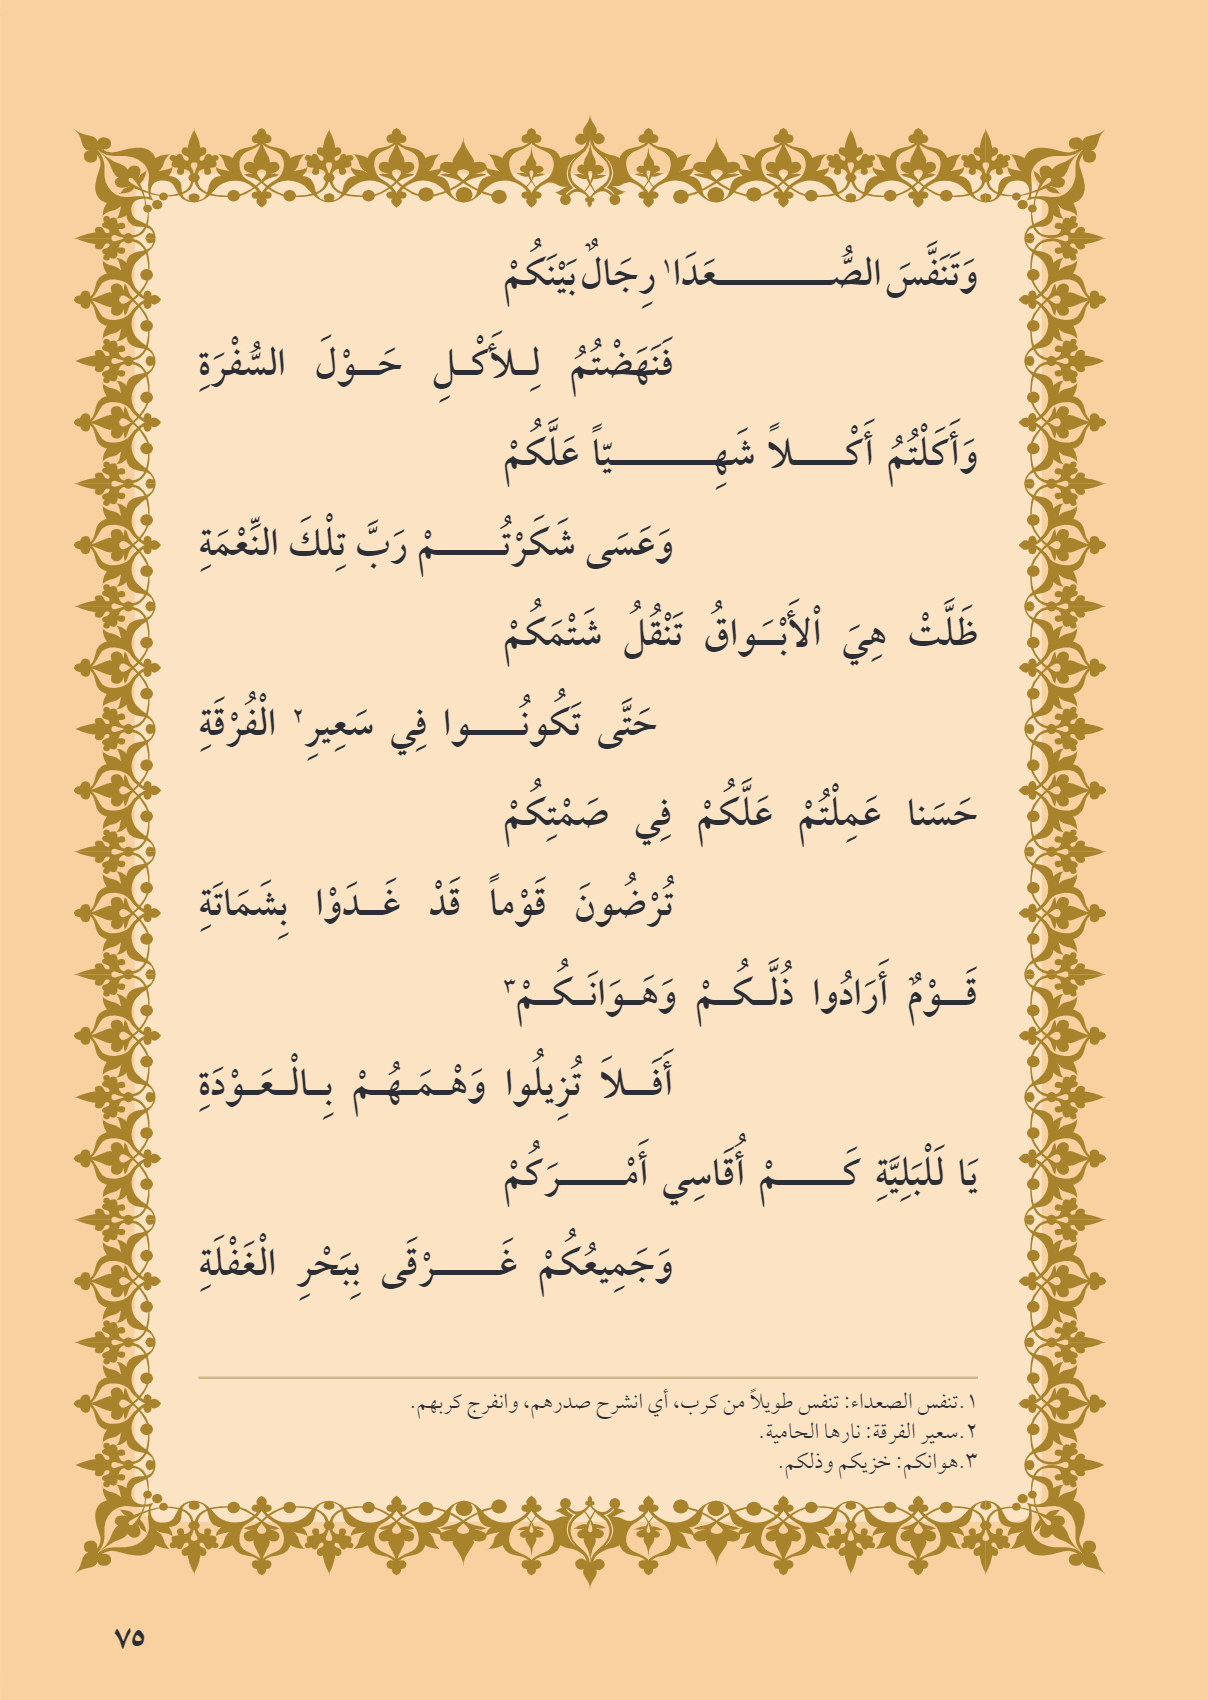 وَتَنَفَّسَ الصُّعَدَا١ رِجَالٌ بَيْنَكُمْ
فَنَهَضْتُمُ لِلأَكْلِ حَوْلَ السُّفْرَةِ
وَأَكَلْتُمُ أَكْلاً شَهِيّاً عَلَّكُمْ
وَعَسَى شَكَرْتُمْ رَبَّ تِلْكَ النِّعْمَةِ
ظَلَّتْ هِيَ اْلأَبْوَاقُ تَنْقُلُ شَتْمَكُمْ
حَتَّى تَكُونُوا فِي سَعِيرِ٢ الْفُرْقَةِ
حَسَنا عَمِلْتُمْ عَلَّكُمْ فِي صَمْتِكُمْ
تُرْضُونَ قَوْماً قَدْ غَدَوْا بِشَمَاتَةِ
قَوْمٌ أَرَادُوا ذُلَّكُمْ وَهَوَانَكُمْ٣
أَفَلاَ تُزِيلُوا وَهْمَهُمْ بِالْعَوْدَةِ
يَا لَلْبَلِيَّةِ كَمْ أُقَاسِي أَمْرَكُمْ
وَجَمِيعُكُمْ غَرْقَى بِبَحْرِ الْغَفْلَةِ
١.تنفس الصعداء: تنفس طويلاً من كرب، أي انشرح صدرهم، وانفرج كربهم.
٢.سعير الفرقة: نارها الحامية.
٣.هوانكم: خزيكم وذلكم.
٧٥